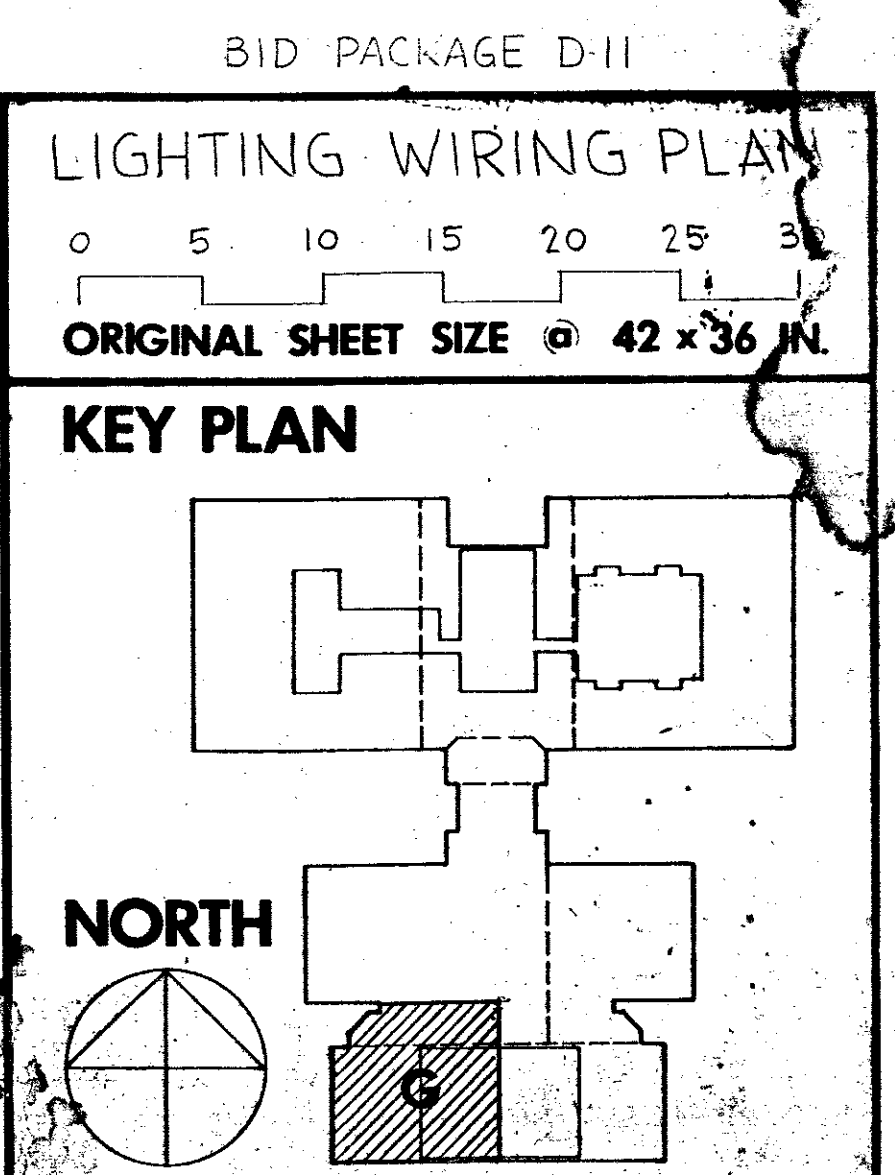 BID PACKAGE D-11
LIGHTING WIRING PLAN
0 5 10 15 20 25 30
ORIGINAL SHEET SIZE @ 42 x 36 IN.
KEY PLAN
NORTH
G